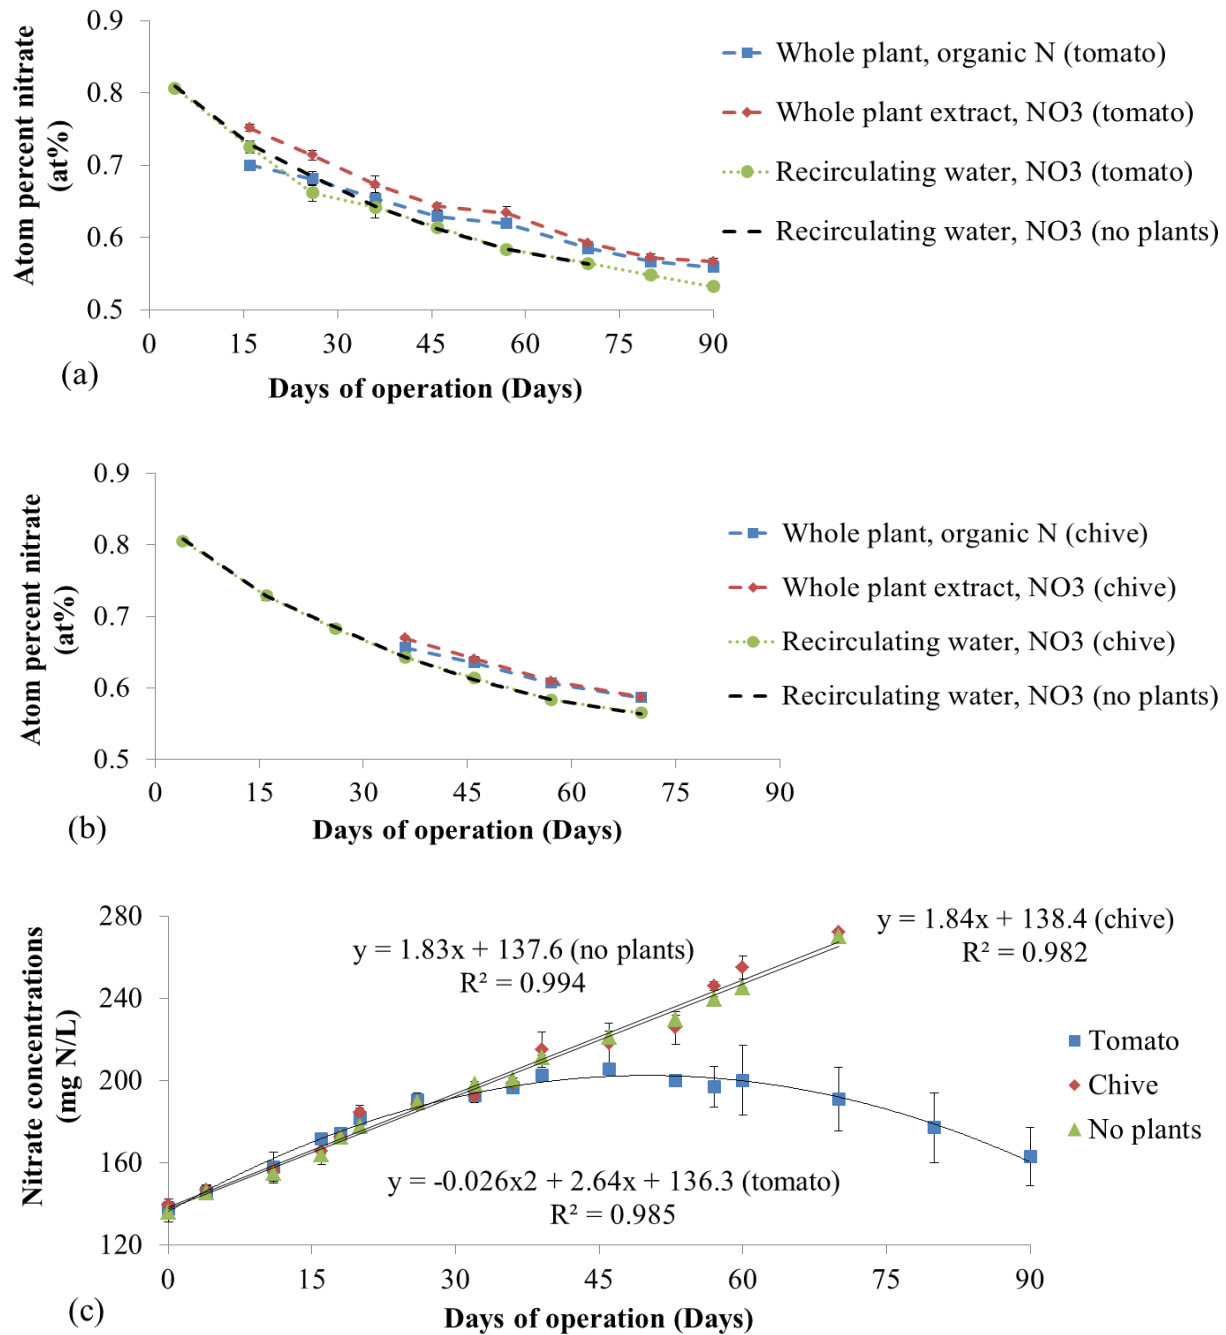 0.9
0.8
0.7
0.6
0.5
0 15 30 45 60 75 90
Atom percent nitrate
(at%)
Days of operation (Days)
(a)
Whole plant, organic N (tomato)
Whole plant extract, NO3 (tomato)
Recirculating water, NO3 (tomato)
Recirculating water, NO3 (no plants)
0.9
0.8
0.7
0.6
0.5
0 15 30 45 60 75 90
Atom percent nitrate
(at%)
Days of operation (Days)
(b)
Whole plant, organic N (chive)
Whole plant extract, NO3 (chive)
Recirculating water, NO3 (chive)
Recirculating water, NO3 (no plants)
280
240
200
160
120
0 15 30 45 60 75 90
Nitrate concentrations
(mg N/L)
Days of operation (Days)
(c)
y = 1.83x + 137.6 (no plants)
R² = 0.994
y = 1.84x + 138.4 (chive)
R² = 0.982
y = -0.026x2 + 2.64x + 136.3 (tomato)
R² = 0.985
Tomato
Chive
No plants